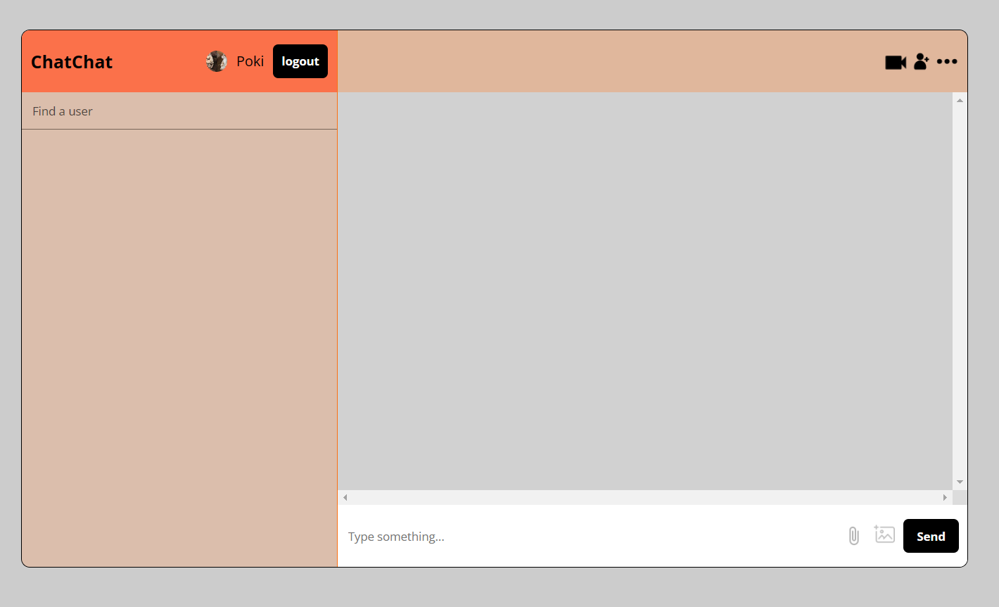 ChatChat
Poki
logout
Find a user
Type something...
Send